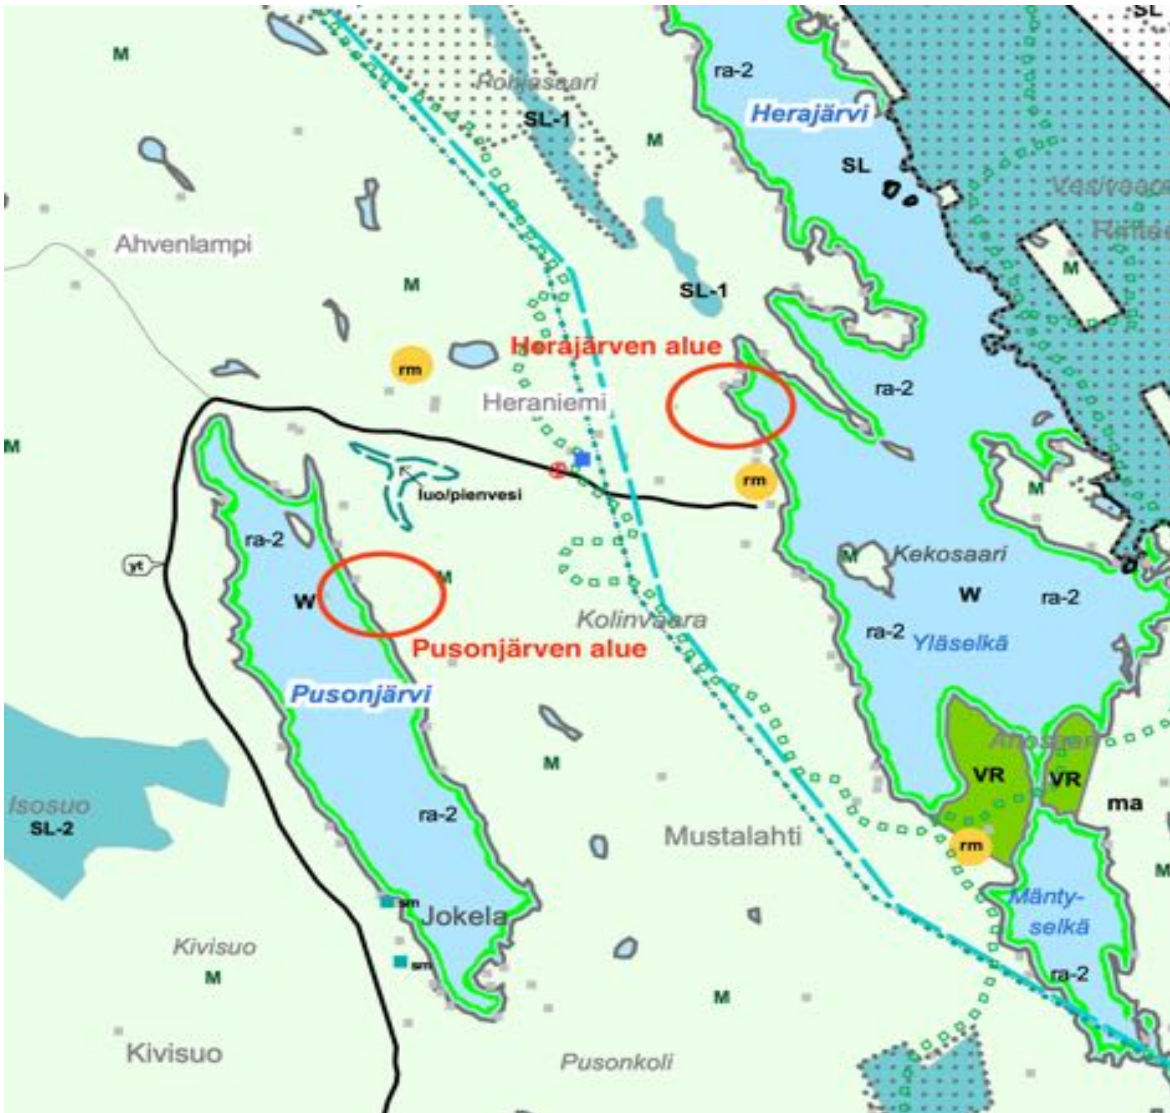 SL
M
ra-2
Pohjasaari
Herajärvi
SL-1
M
SL
Ahvenlampi
M
M
SL-1
Herajärven alue
rm
ra-2
Heraniemi
M
rm
M
luo/pienvesi
ra-2
yt
M
Kekosaari
M
W
W
ra-2
Kolinvaara
ra-2
Yläselkä
Pusonjärven alue
Pusonjärvi
M
VR
VR
ma
Isosuo
SL-2
ra-2
Mustalahti
rm
M
Mänty-
selkä
sm
Jokela
Kivisuo
sm
M
ra-2
M
Kivisuo
Pusonkoli